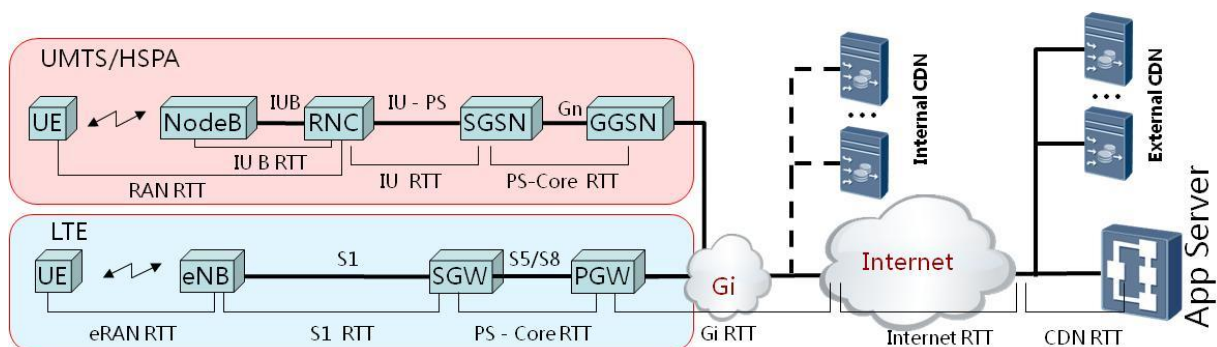 UMTS/HSPA
UE
NodeB
IUB
RNC
IU - PS
SGSN
Gn
GGSN
IU B RTT
RAN RTT
IU RTT
PS-Core RTT
LTE
UE
eNB
S1
SGW
S5/S8
PGW
eRAN RTT
S1 RTT
PS - Core RTT
Gi
Gi RTT
Internal CDN
Internet
Internet RTT
External CDN
App Server
CDN RTT